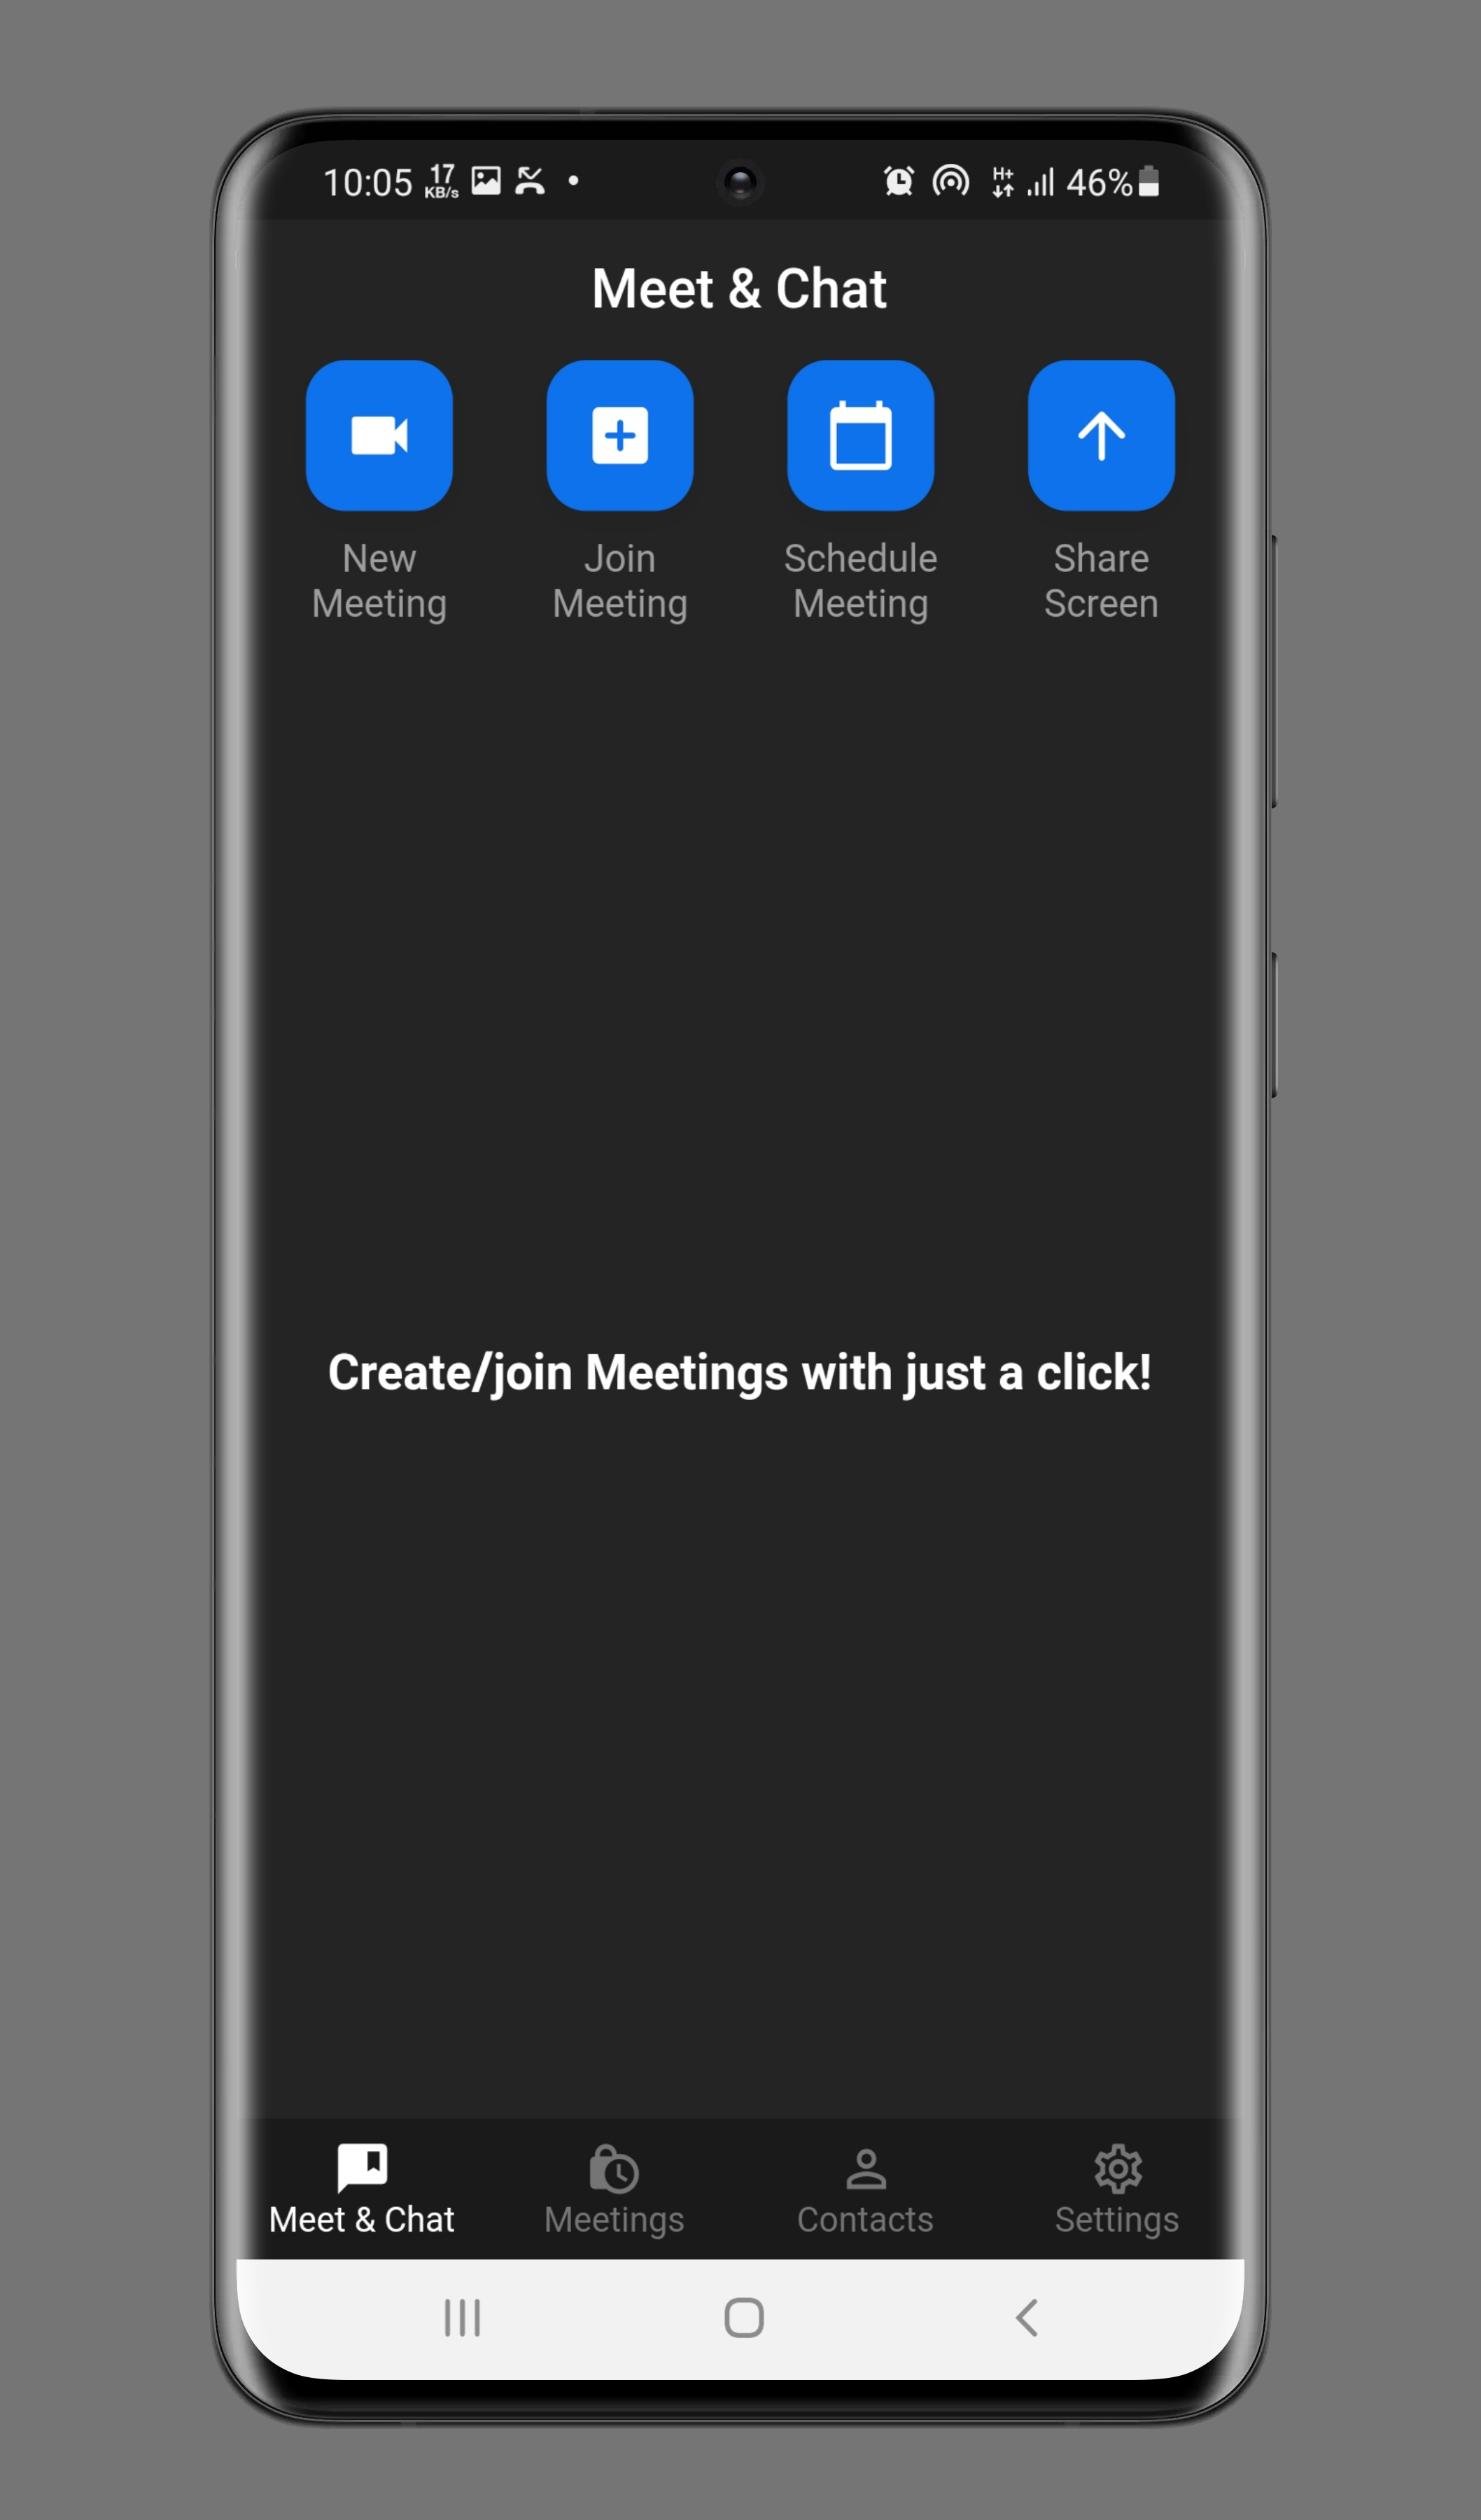 10:05 17 KB/s H+ 46%
Meet & Chat
New Meeting
Join Meeting
Schedule Meeting
Share Screen
Create/join Meetings with just a click!
Meet & Chat Meetings Contacts Settings